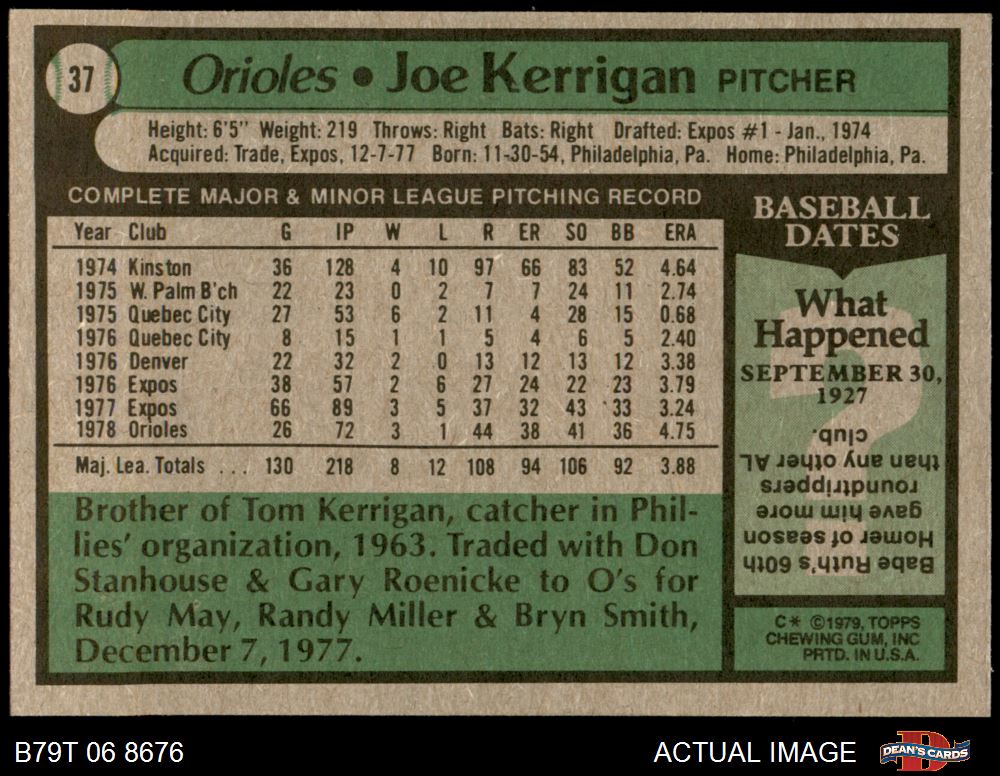 37
Orioles • Joe Kerrigan PITCHER
Height: 6'5" Weight: 219 Throws: Right Bats: Right Drafted: Expos #1 - Jan., 1974
Acquired: Trade, Expos, 12-7-77 Born: 11-30-54, Philadelphia, Pa. Home: Philadelphia, Pa.
COMPLETE MAJOR & MINOR LEAGUE PITCHING RECORD
Year Club G IP W L R ER SO BB ERA
1974 Kinston 36 128 4 10 97 66 83 52 4.64
1975 W. Palm B'ch 22 23 0 2 7 7 24 11 2.74
1975 Quebec City 27 53 6 2 11 4 28 15 0.68
1976 Quebec City 8 15 1 1 5 4 6 5 2.40
1976 Denver 22 32 2 0 13 12 13 12 3.38
1976 Expos 38 57 2 6 27 24 22 23 3.79
1977 Expos 66 89 3 5 37 32 43 33 3.24
1978 Orioles 26 72 3 1 44 38 41 36 4.75
Maj. Lea. Totals ... 130 218 8 12 108 94 106 92 3.88
Brother of Tom Kerrigan, catcher in Phil-
lies' organization, 1963. Traded with Don
Stanhouse & Gary Roenicke to O's for
Rudy May, Randy Miller & Bryn Smith,
December 7, 1977.
BASEBALL
DATES
What
Happened
SEPTEMBER 30,
1927
?
Babe Ruth's 60th
Homer of season
gave him more
roundtrippers
than any other AL
club.
C* ©1979, TOPPS
CHEWING GUM, INC
PRTD. IN U.S.A.
B79T 06 8676
ACTUAL IMAGE
DEAN'S CARDS